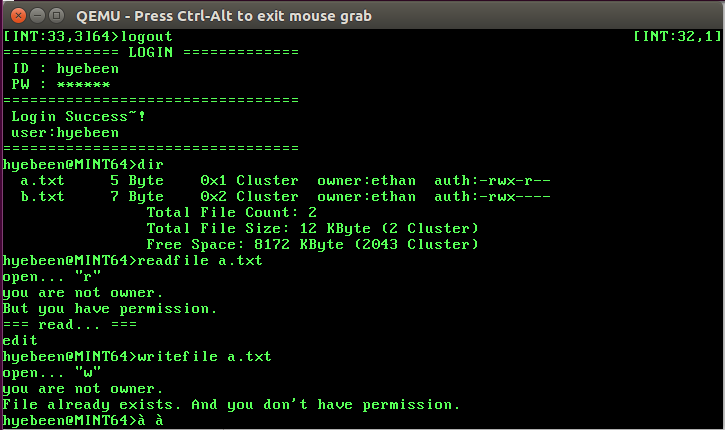 QEMU - Press Ctrl-Alt to exit mouse grab
[INT:33,3]64>logout [INT:32,1]
============= LOGIN =============
ID : hyebeen
PW : ******
=================================
Login Success~!
user:hyebeen
=================================
hyebeen@MINT64>dir
a.txt 5 Byte 0x1 Cluster owner:ethan auth:-rwx-r--
b.txt 7 Byte 0x2 Cluster owner:ethan auth:-rwx----
Total File Count: 2
Total File Size: 12 KByte (2 Cluster)
Free Space: 8172 KByte (2043 Cluster)
hyebeen@MINT64>readfile a.txt
open... "r"
you are not owner.
But you have permission.
=== read... ===
edit
hyebeen@MINT64>writefile a.txt
open... "w"
you are not owner.
File already exists. And you don't have permission.
hyebeen@MINT64>à à